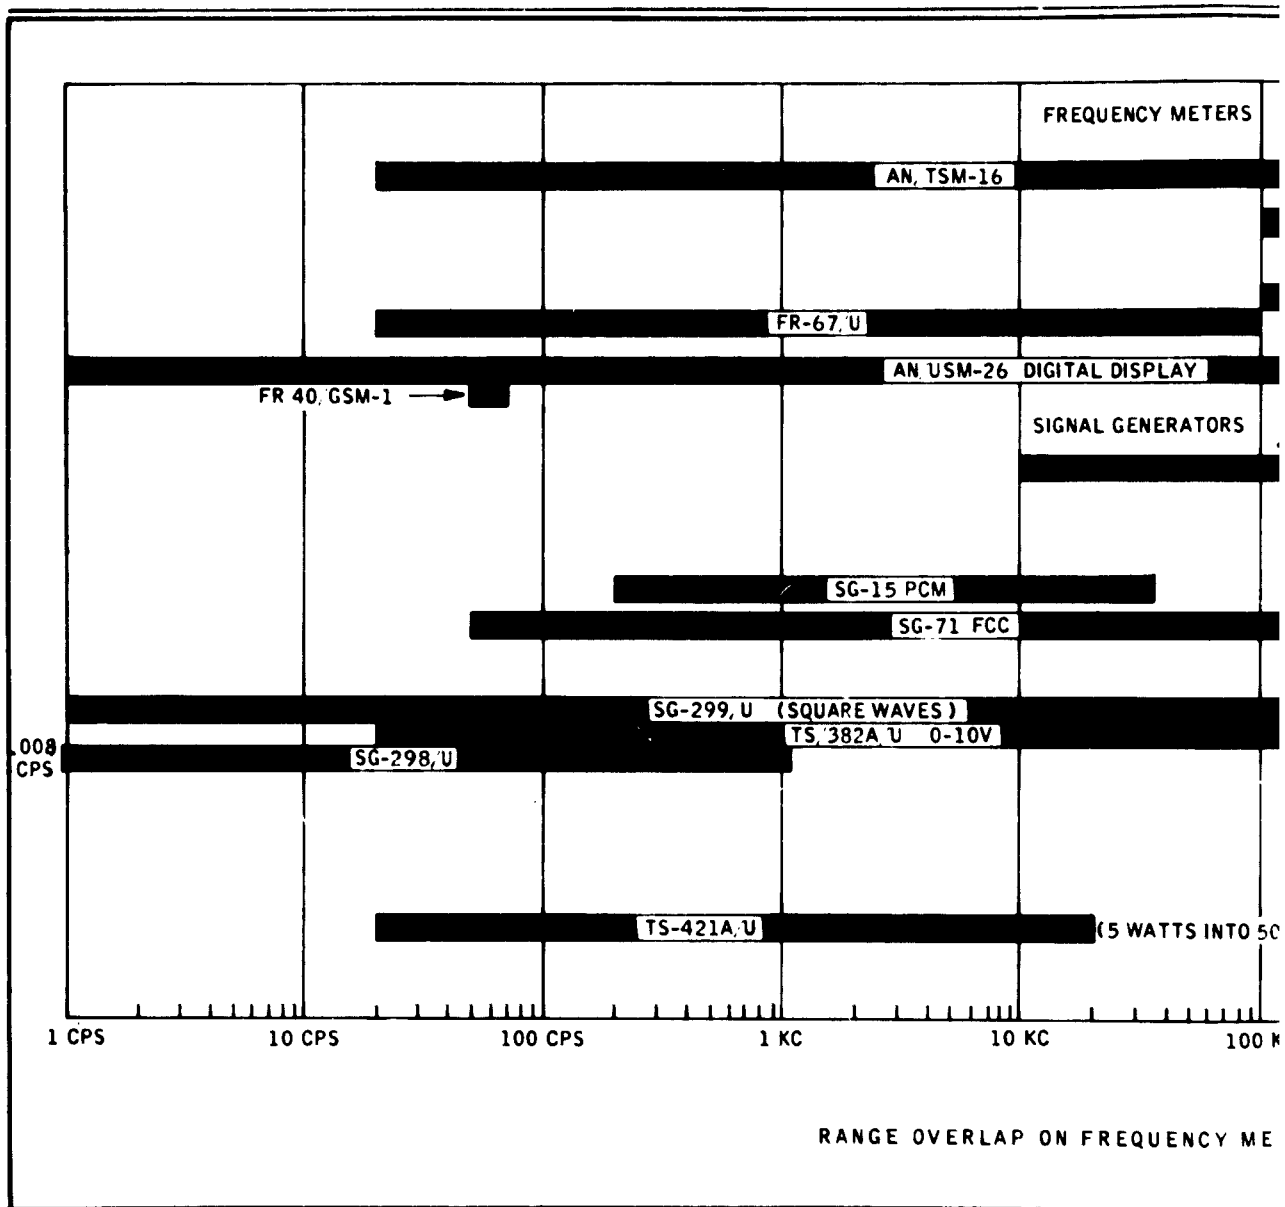 FREQUENCY METERS
AN/TSM-16
FR-67/U
AN/USM-26 DIGITAL DISPLAY
FR 40/GSM-1
SIGNAL GENERATORS
SG-15 PCM
SG-71 FCC
SG-299/U (SQUARE WAVES)
TS/382A/U 0-10V
.008
CPS
SG-298/U
TS-421A/U
(5 WATTS INTO
1 CPS
10 CPS
100 CPS
1 KC
10 KC
100
RANGE OVERLAP ON FREQUENCY ME